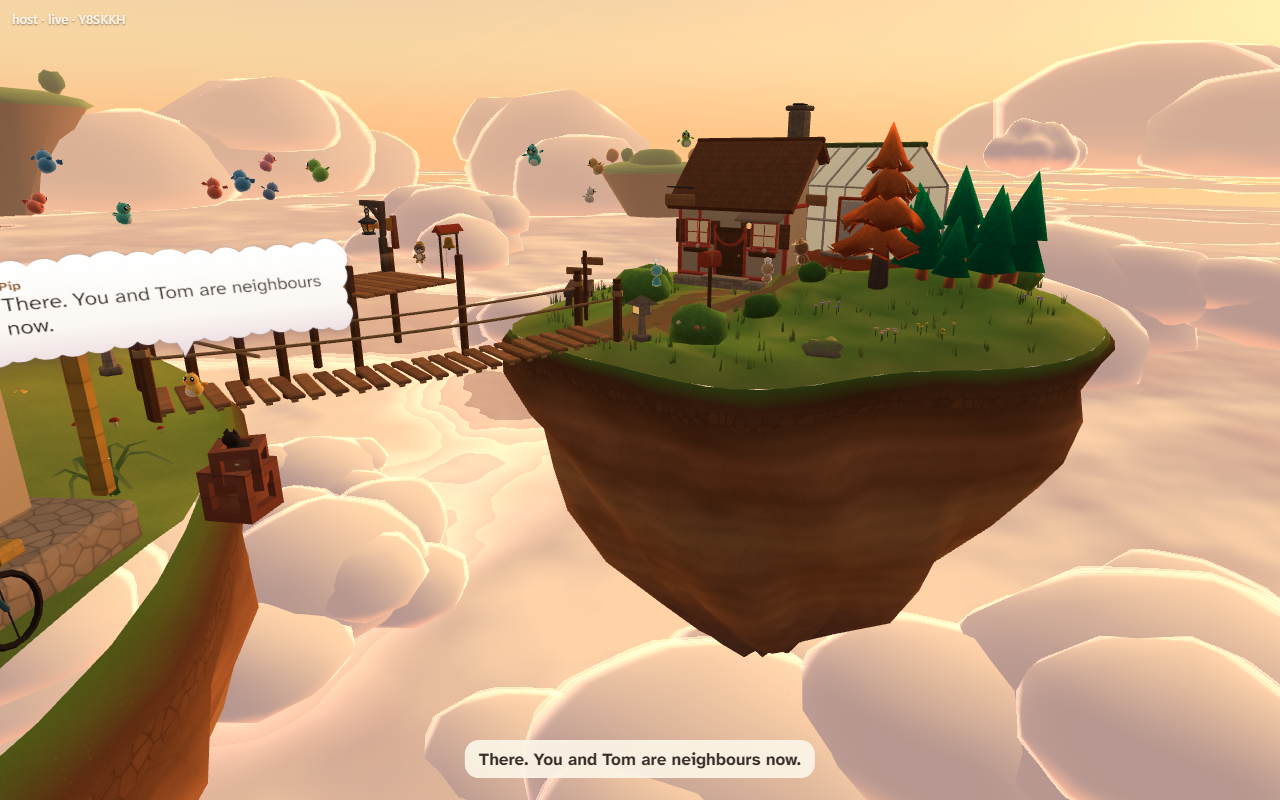 host - live - Y8SKKH
Pip
There. You and Tom are neighbours
now.
There. You and Tom are neighbours now.